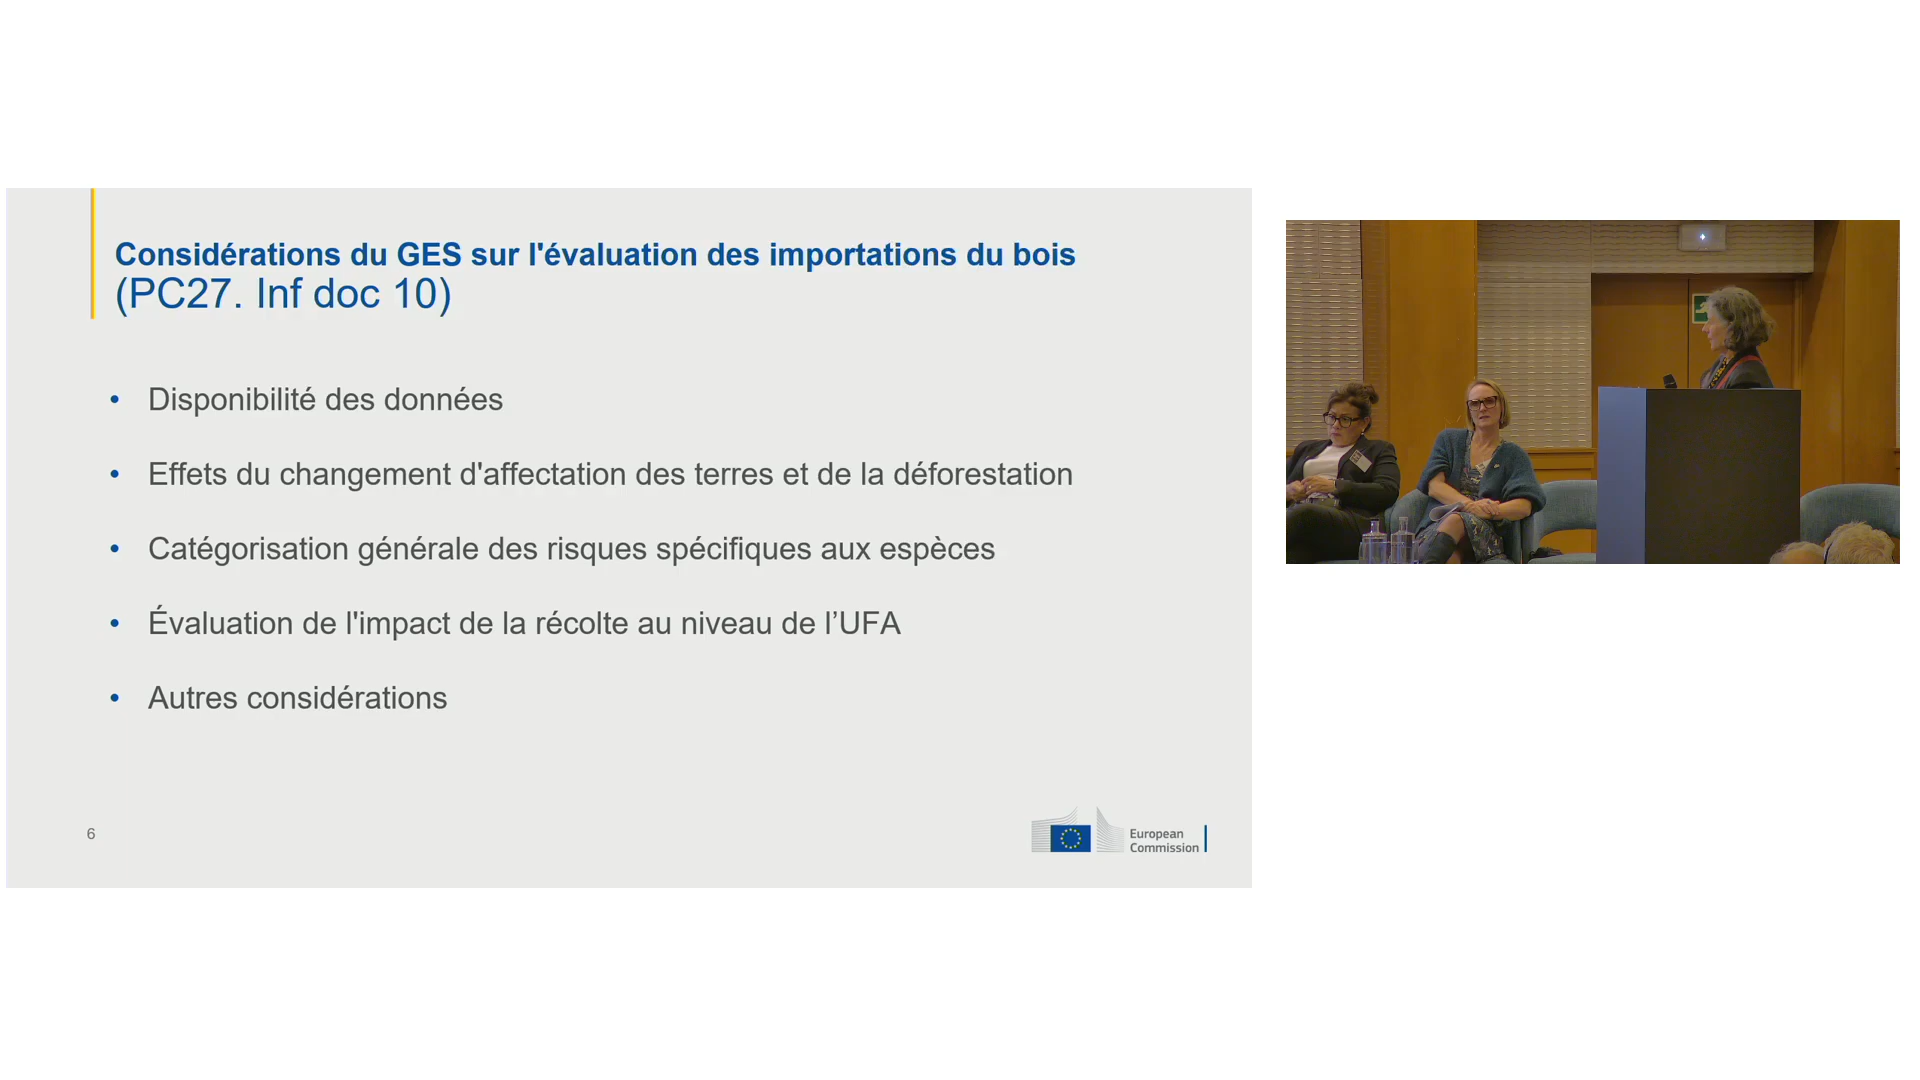 Considérations du GES sur l'évaluation des importations du bois
(PC27. Inf doc 10)
• Disponibilité des données
• Effets du changement d'affectation des terres et de la déforestation
• Catégorisation générale des risques spécifiques aux espèces
• Évaluation de l'impact de la récolte au niveau de l’UFA
• Autres considérations
6
European
Commission